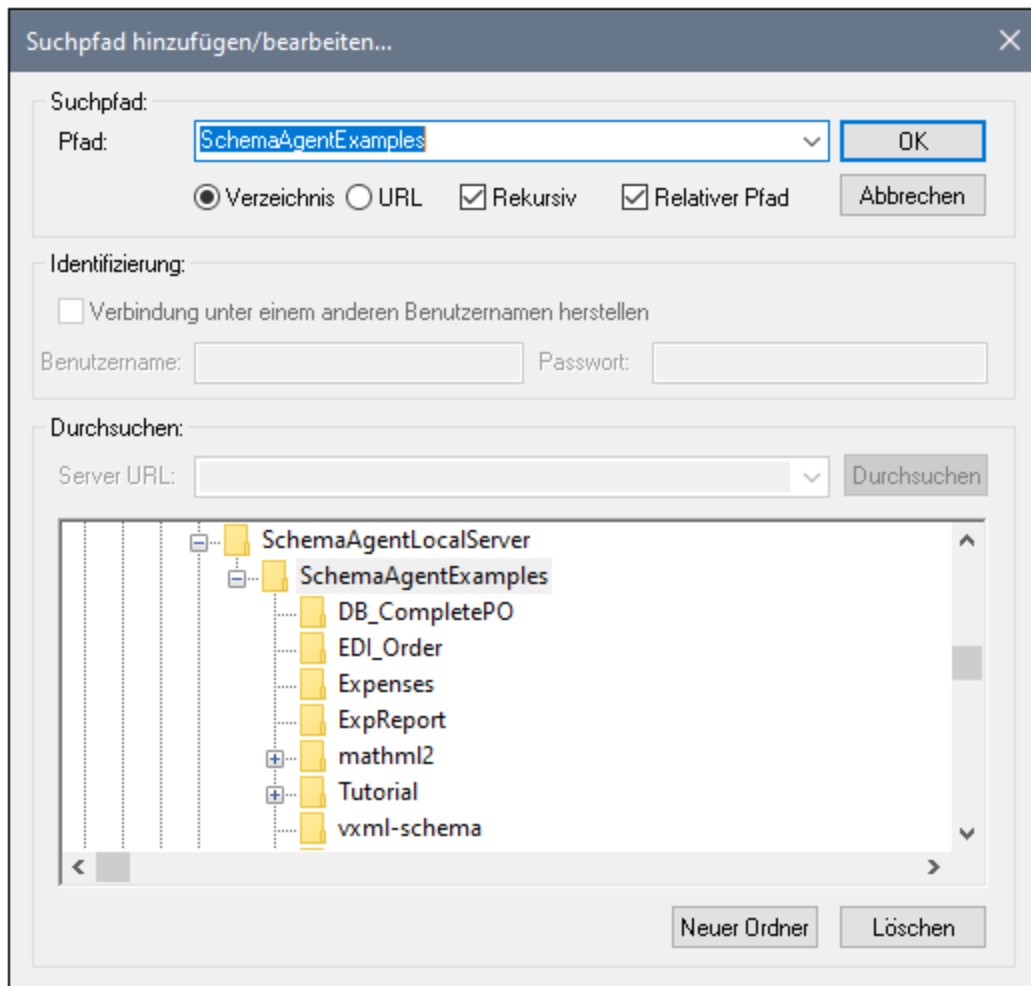 Suchpfad hinzufügen/bearbeiten...
Suchpfad:
Pfad: SchemaAgentExamples OK
Verzeichnis URL Rekursiv Relativer Pfad Abbrechen
Identifizierung:
Verbindung unter einem anderen Benutzernamen herstellen
Benutzername: Passwort:
Durchsuchen:
Server URL: Durchsuchen
SchemaAgentLocalServer
SchemaAgentExamples
DB_CompletePO
EDI_Order
Expenses
ExpReport
mathml2
Tutorial
vxml-schema
Neuer Ordner Löschen